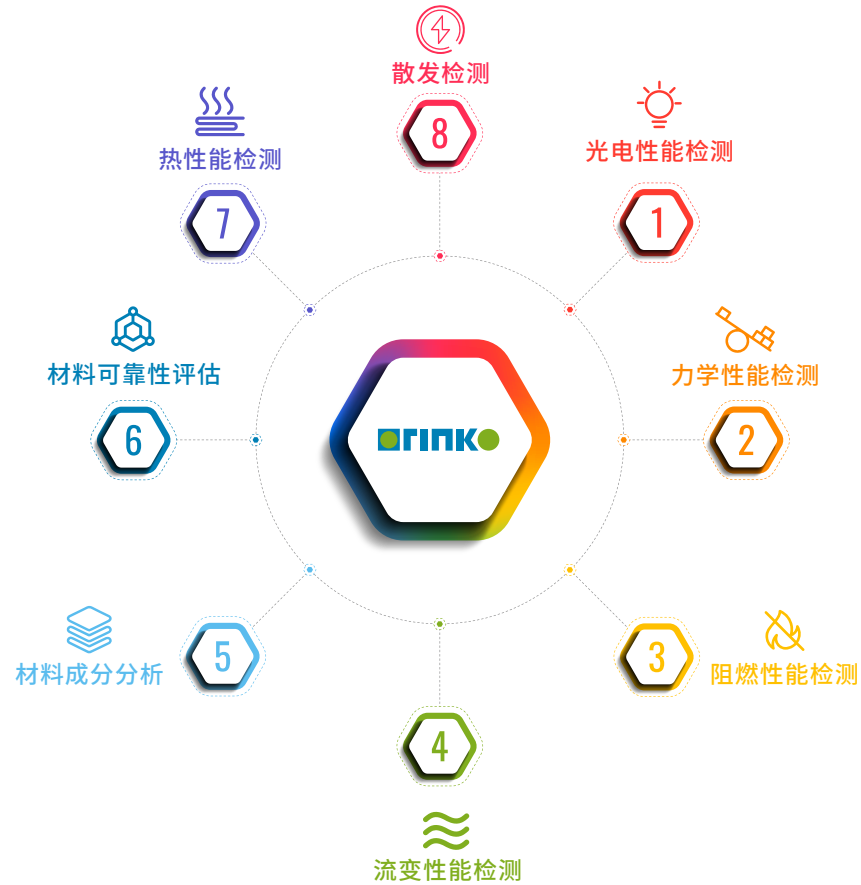 散发检测
8
光电性能检测
1
力学性能检测
2
阻燃性能检测
3
4
流变性能检测
材料成分分析
5
材料可靠性评估
6
热性能检测
7
ORINKO